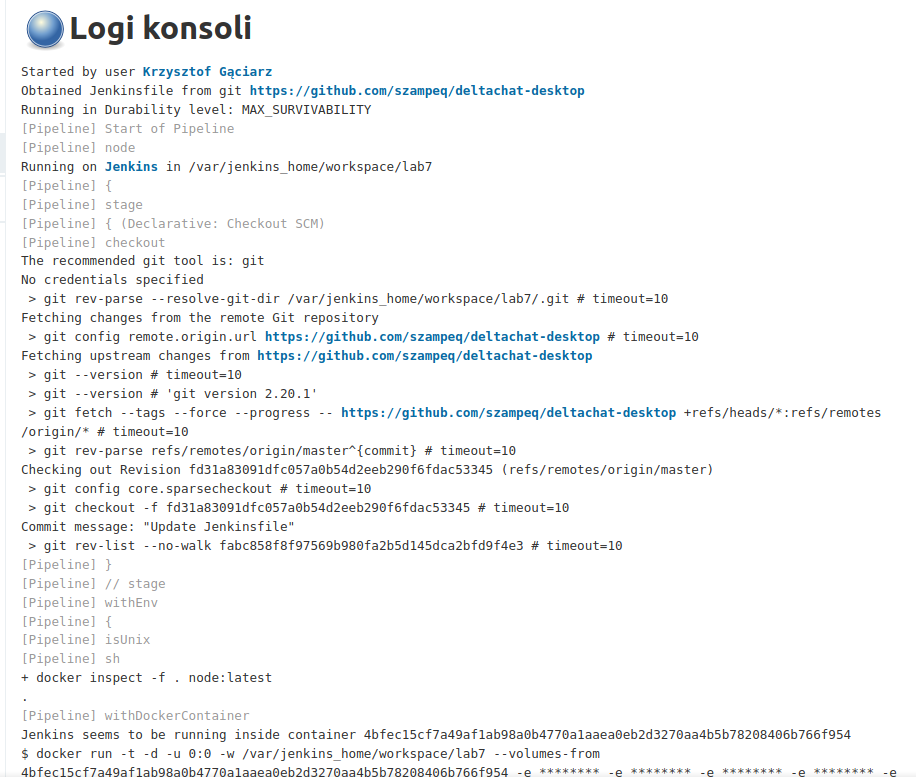 Logi konsoli
Started by user Krzysztof Gąciarz
Obtained Jenkinsfile from git https://github.com/szampeq/deltachat-desktop
Running in Durability level: MAX_SURVIVABILITY
[Pipeline] Start of Pipeline
[Pipeline] node
Running on Jenkins in /var/jenkins_home/workspace/lab7
[Pipeline] {
[Pipeline] stage
[Pipeline] { (Declarative: Checkout SCM)
[Pipeline] checkout
The recommended git tool is: git
No credentials specified
 > git rev-parse --resolve-git-dir /var/jenkins_home/workspace/lab7/.git # timeout=10
Fetching changes from the remote Git repository
 > git config remote.origin.url https://github.com/szampeq/deltachat-desktop # timeout=10
Fetching upstream changes from https://github.com/szampeq/deltachat-desktop
 > git --version # timeout=10
 > git --version # 'git version 2.20.1'
 > git fetch --tags --force --progress -- https://github.com/szampeq/deltachat-desktop +refs/heads/*:refs/remotes
/origin/* # timeout=10
 > git rev-parse refs/remotes/origin/master^{commit} # timeout=10
Checking out Revision fd31a83091dfc057a0b54d2eeb290f6fdac53345 (refs/remotes/origin/master)
 > git config core.sparsecheckout # timeout=10
 > git checkout -f fd31a83091dfc057a0b54d2eeb290f6fdac53345 # timeout=10
Commit message: "Update Jenkinsfile"
 > git rev-list --no-walk fabc858f8f97569b980fa2b5d145dca2bfd9f4e3 # timeout=10
[Pipeline] }
[Pipeline] // stage
[Pipeline] withEnv
[Pipeline] {
[Pipeline] isUnix
[Pipeline] sh
+ docker inspect -f . node:latest
.
[Pipeline] withDockerContainer
Jenkins seems to be running inside container 4bfec15cf7a49af1ab98a0b4770a1aaea0eb2d3270aa4b5b78208406b766f954
$ docker run -t -d -u 0:0 -w /var/jenkins_home/workspace/lab7 --volumes-from
4bfec15cf7a49af1ab98a0b4770a1aaea0eb2d3270aa4b5b78208406b766f954 -e ******** -e ******** -e ******** -e ******** -e